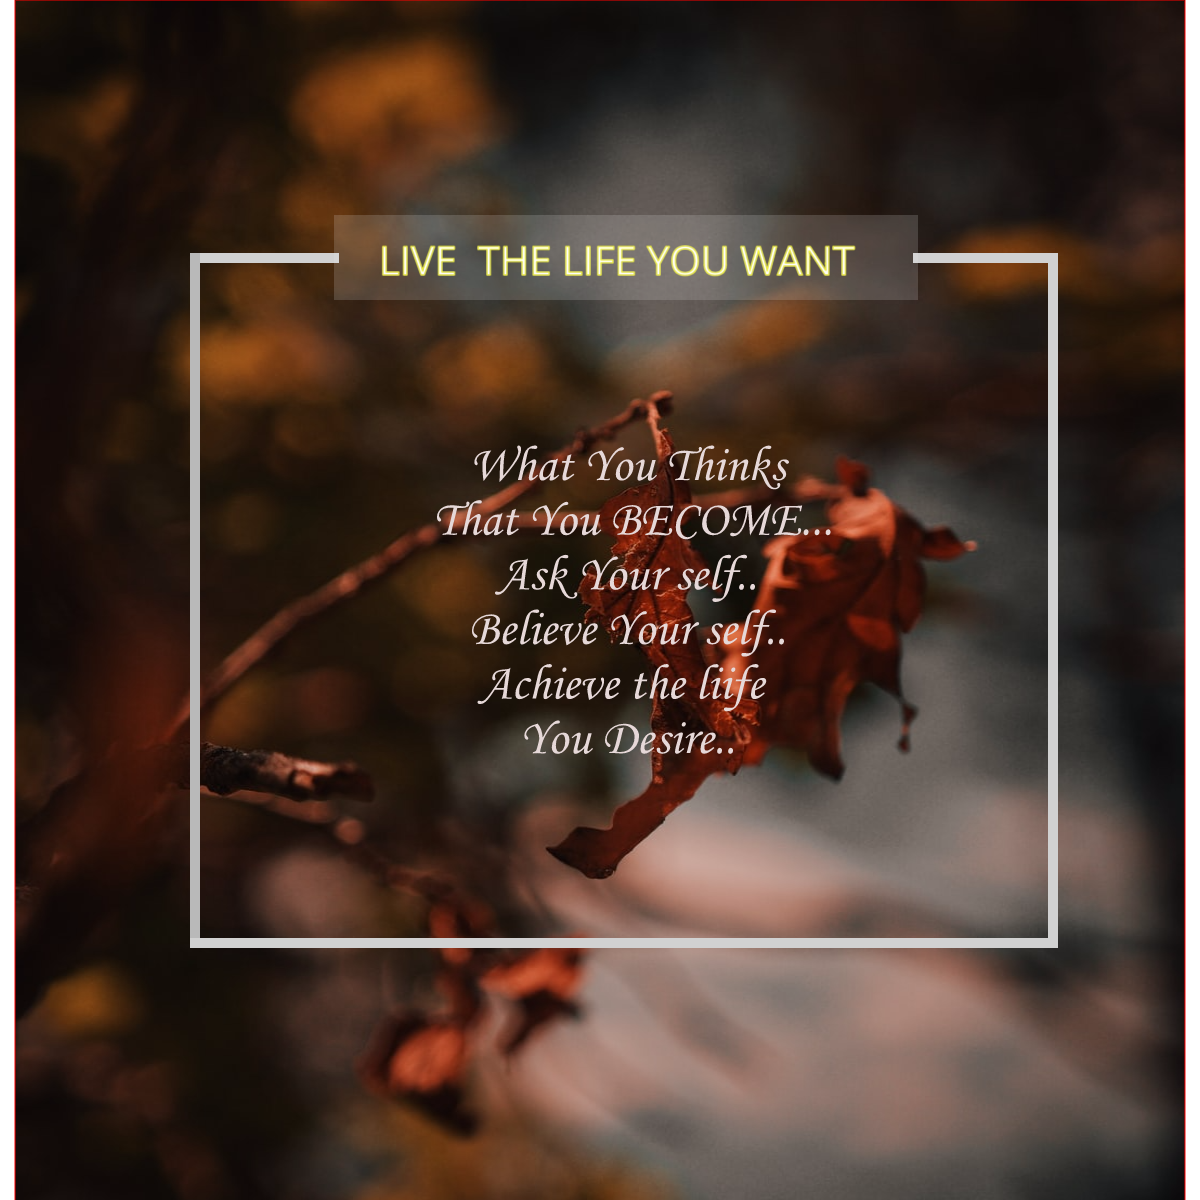 LIVE  THE LIFE YOU WANT
What You Thinks
That You BECOME...
Ask Your self..
Believe Your self..
Achieve the liife
You Desire..